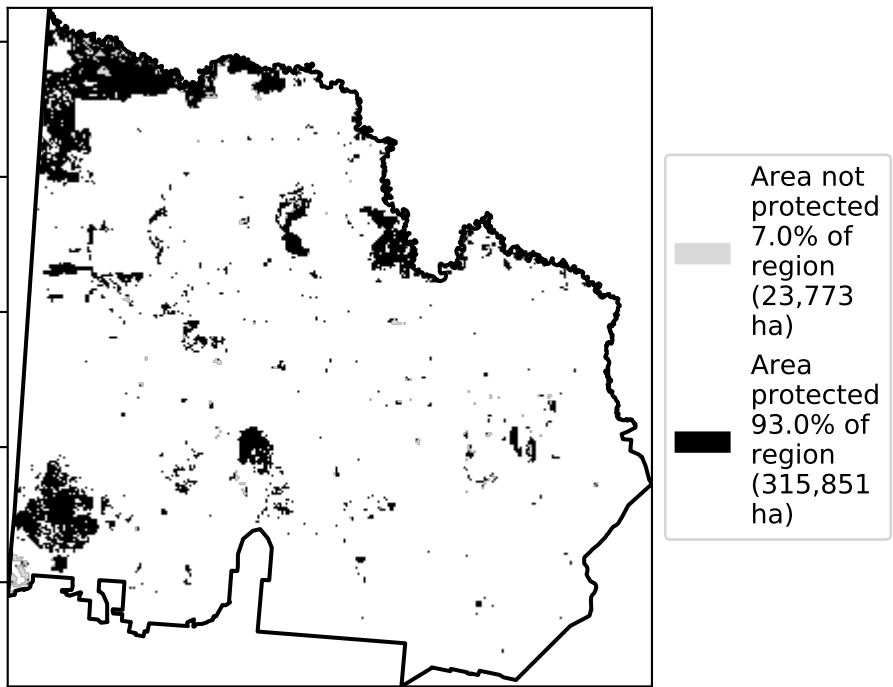 Area not
protected
7.0% of
region
(23,773
ha)
Area
protected
93.0% of
region
(315,851
ha)